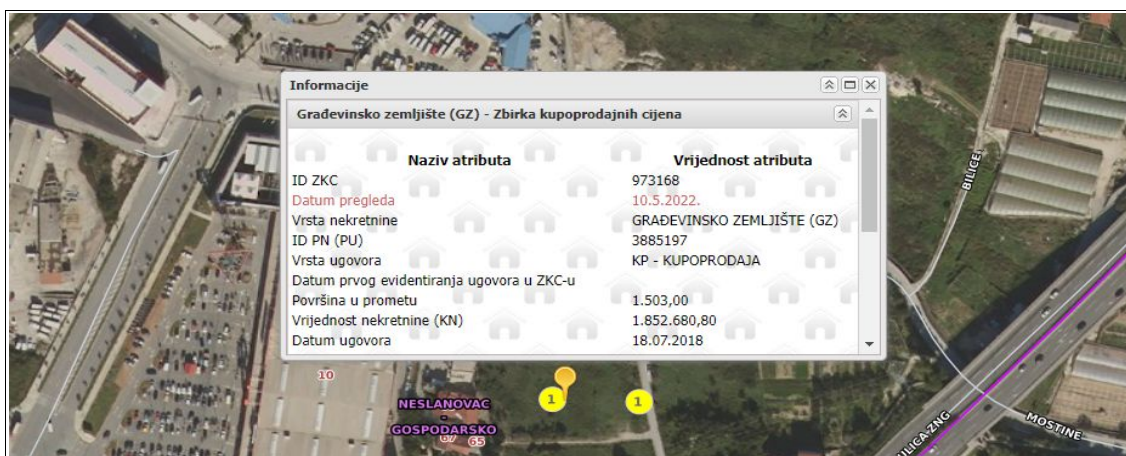 Informacije
Građevinsko zemljište (GZ) - Zbirka kupoprodajnih cijena
Naziv atributa Vrijednost atributa
ID ZKC 973168
Datum pregleda 10.5.2022.
Vrsta nekretnine GRAĐEVINSKO ZEMLJIŠTE (GZ)
ID PN (PU) 3885197
Vrsta ugovora KP - KUPOPRODAJA
Datum prvog evidentiranja ugovora u ZKC-u
Površina u prometu 1.503,00
Vrijednost nekretnine (KN) 1.852.680,80
Datum ugovora 18.07.2018
BILICE
10
1
1
NESLANOVAC
-
GOSPODARSKO
67 65
ULICA ZNG
MOSTINE